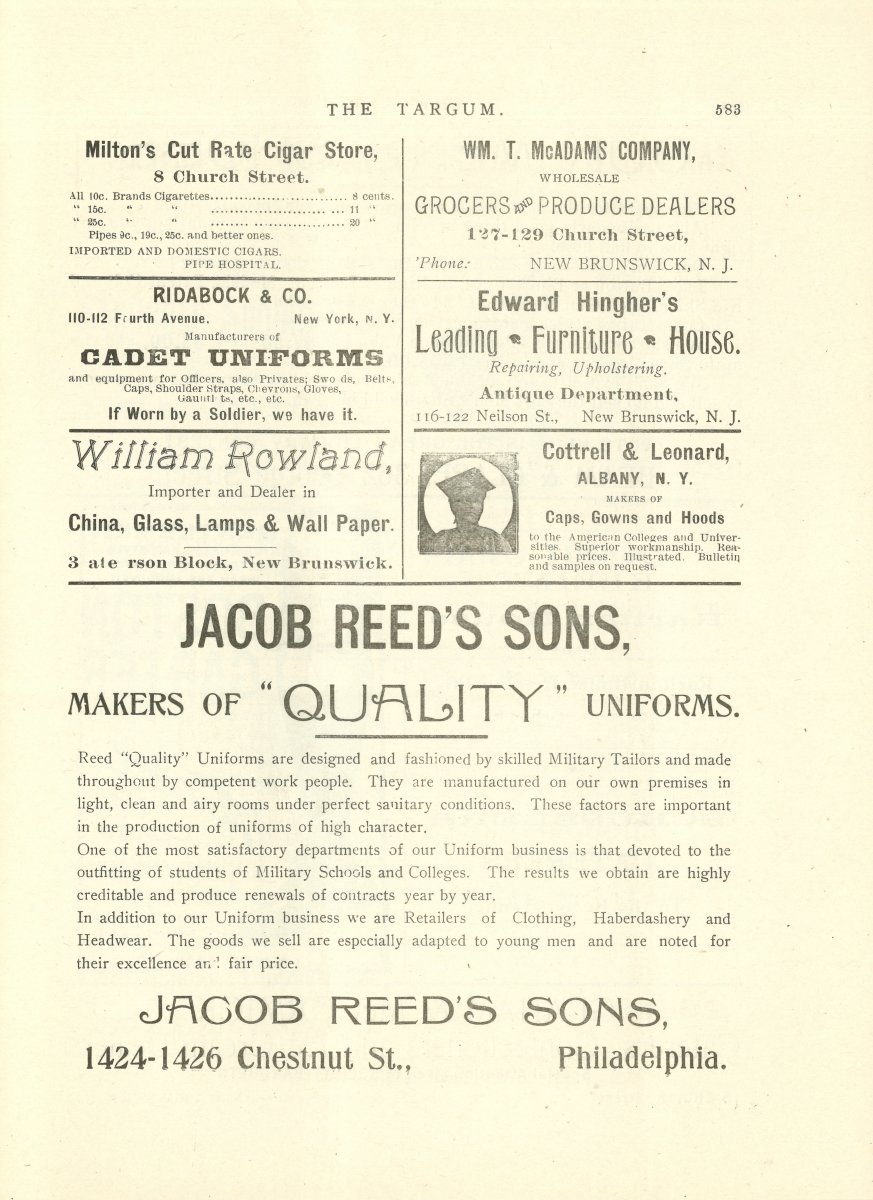 THE TARGUM.
583
Milton's Cut Rate Cigar Store,
8 Church Street.
All 10c. Brands Cigarettes........................... 8 cents.
" 15c. " " ........................... 11 "
" 25c. " " ........................... 20 "
Pipes 9c., 19c., 25c. and better ones.
IMPORTED AND DOMESTIC CIGARS.
PIPE HOSPITAL.
RIDABOCK & CO.
110-112 Fourth Avenue, New York, N. Y.
Manufacturers of
CADET UNIFORMS
and equipment for Officers, also Privates; Swo ds, Belts,
Caps, Shoulder Straps, Chevrons, Gloves,
Gauntl ts, etc., etc.
If Worn by a Soldier, we have it.
William Rowland,
Importer and Dealer in
China, Glass, Lamps & Wall Paper.
3 ate rson Block, New Brunswick.
WM. T. McADAMS COMPANY,
WHOLESALE
GROCERS AND PRODUCE DEALERS
127-129 Church Street,
'Phone: NEW BRUNSWICK, N. J.
Edward Hingher's
Leading Furniture House.
Repairing, Upholstering.
Antique Department,
116-122 Neilson St., New Brunswick, N. J.
Cottrell & Leonard,
ALBANY, N. Y.
MAKERS OF
Caps, Gowns and Hoods
to the American Colleges and Univer-
sities. Superior workmanship. Rea-
sonable prices. Illustrated. Bulletin
and samples on request.
JACOB REED'S SONS,
MAKERS OF "QUALITY" UNIFORMS.
Reed "Quality" Uniforms are designed and fashioned by skilled Military Tailors and made
throughout by competent work people. They are manufactured on our own premises in
light, clean and airy rooms under perfect sanitary conditions. These factors are important
in the production of uniforms of high character.
One of the most satisfactory departments of our Uniform business is that devoted to the
outfitting of students of Military Schools and Colleges. The results we obtain are highly
creditable and produce renewals of contracts year by year.
In addition to our Uniform business we are Retailers of Clothing, Haberdashery and
Headwear. The goods we sell are especially adapted to young men and are noted for
their excellence and fair price.
JACOB REED'S SONS,
1424-1426 Chestnut St., Philadelphia.